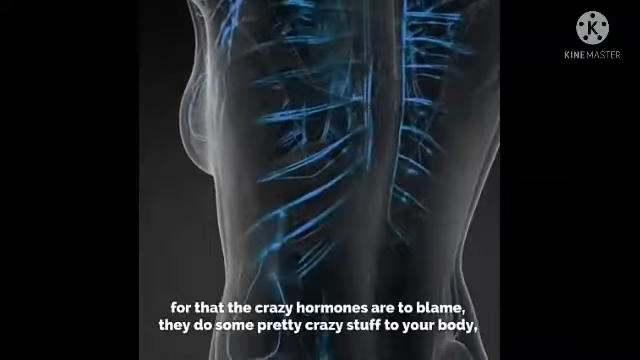 K
KINEMASTER
for that the crazy hormones are to blame,
they do some pretty crazy stuff to your body,